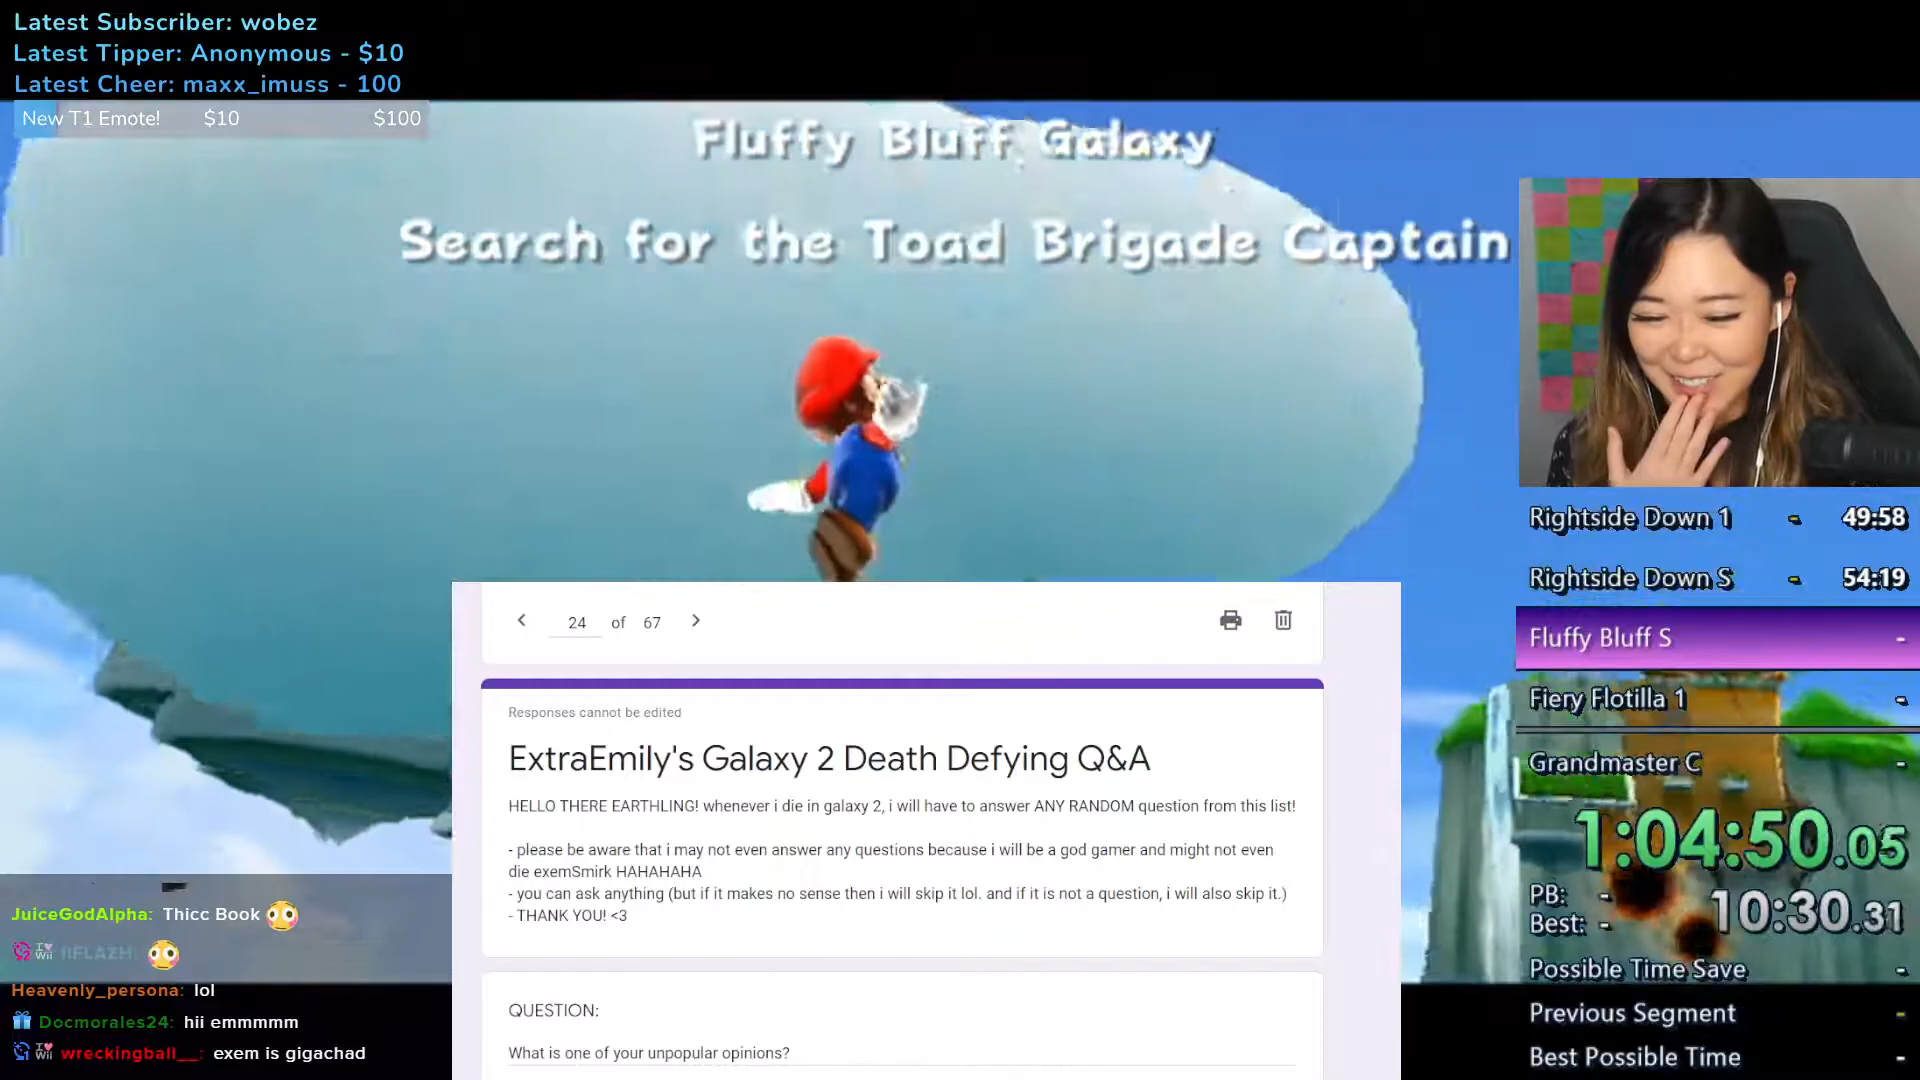 Latest Subscriber: wobez
Latest Tipper: Anonymous - $10
Latest Cheer: maxx_imuss - 100
New T1 Emote! $10 $100
Fluffy Bluff Galaxy
Search for the Toad Brigade Captain
Rightside Down 1 - 49:58
Rightside Down S - 54:19
Fluffy Bluff S -
Fiery Flotilla 1 -
Grandmaster C -
1:04:50.05
PB: -
Best: -
10:30.31
Possible Time Save -
Previous Segment -
Best Possible Time -
24 of 67
Responses cannot be edited
ExtraEmily's Galaxy 2 Death Defying Q&A
HELLO THERE EARTHLING! whenever i die in galaxy 2, i will have to answer ANY RANDOM question from this list!
- please be aware that i may not even answer any questions because i will be a god gamer and might not even
die exemSmirk HAHAHAHA
- you can ask anything (but if it makes no sense then i will skip it lol. and if it is not a question, i will also skip it.)
- THANK YOU! <3
QUESTION:
What is one of your unpopular opinions?
JuiceGodAlpha: Thicc Book 😳
Heavenly_persona: lol
Docmorales24: hii emmmmm
wreckingball__: exem is gigachad